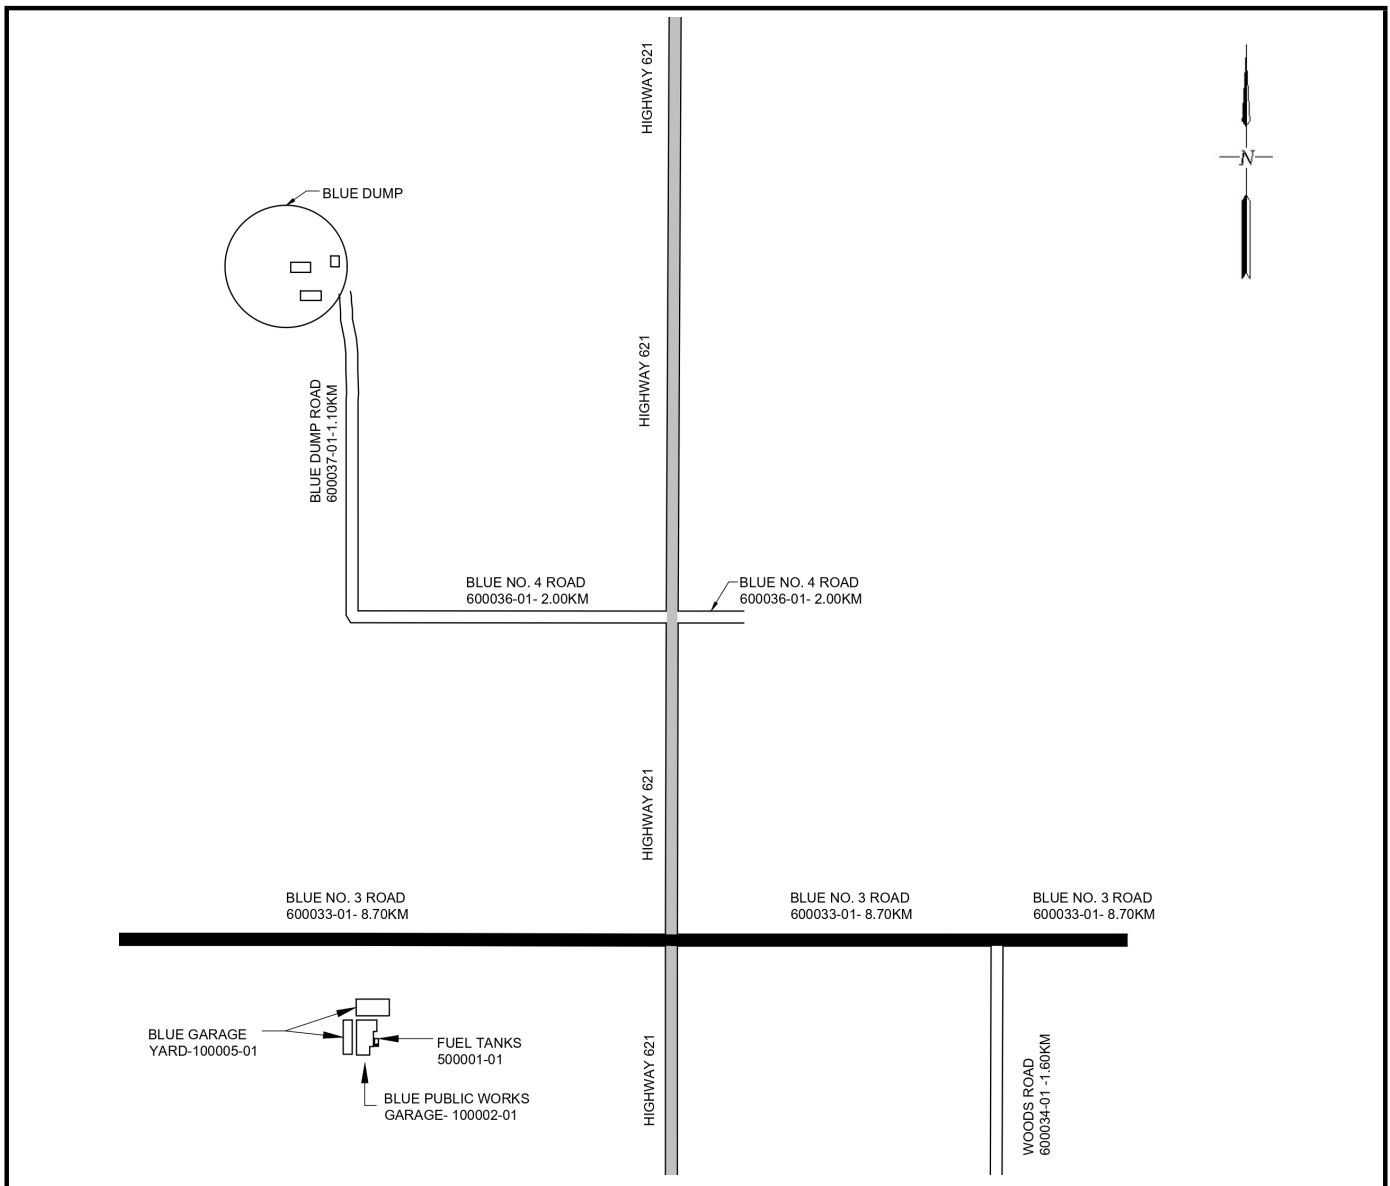 HIGHWAY 621
N
BLUE DUMP
HIGHWAY 621
BLUE DUMP ROAD
600037-01-1.10KM
BLUE NO. 4 ROAD
600036-01- 2.00KM
BLUE NO. 4 ROAD
600036-01- 2.00KM
HIGHWAY 621
BLUE NO. 3 ROAD
600033-01- 8.70KM
BLUE NO. 3 ROAD
600033-01- 8.70KM
BLUE NO. 3 ROAD
600033-01- 8.70KM
BLUE GARAGE
YARD-100005-01
FUEL TANKS
500001-01
BLUE PUBLIC WORKS
GARAGE- 100002-01
HIGHWAY 621
WOODS ROAD
600034-01 -1.60KM